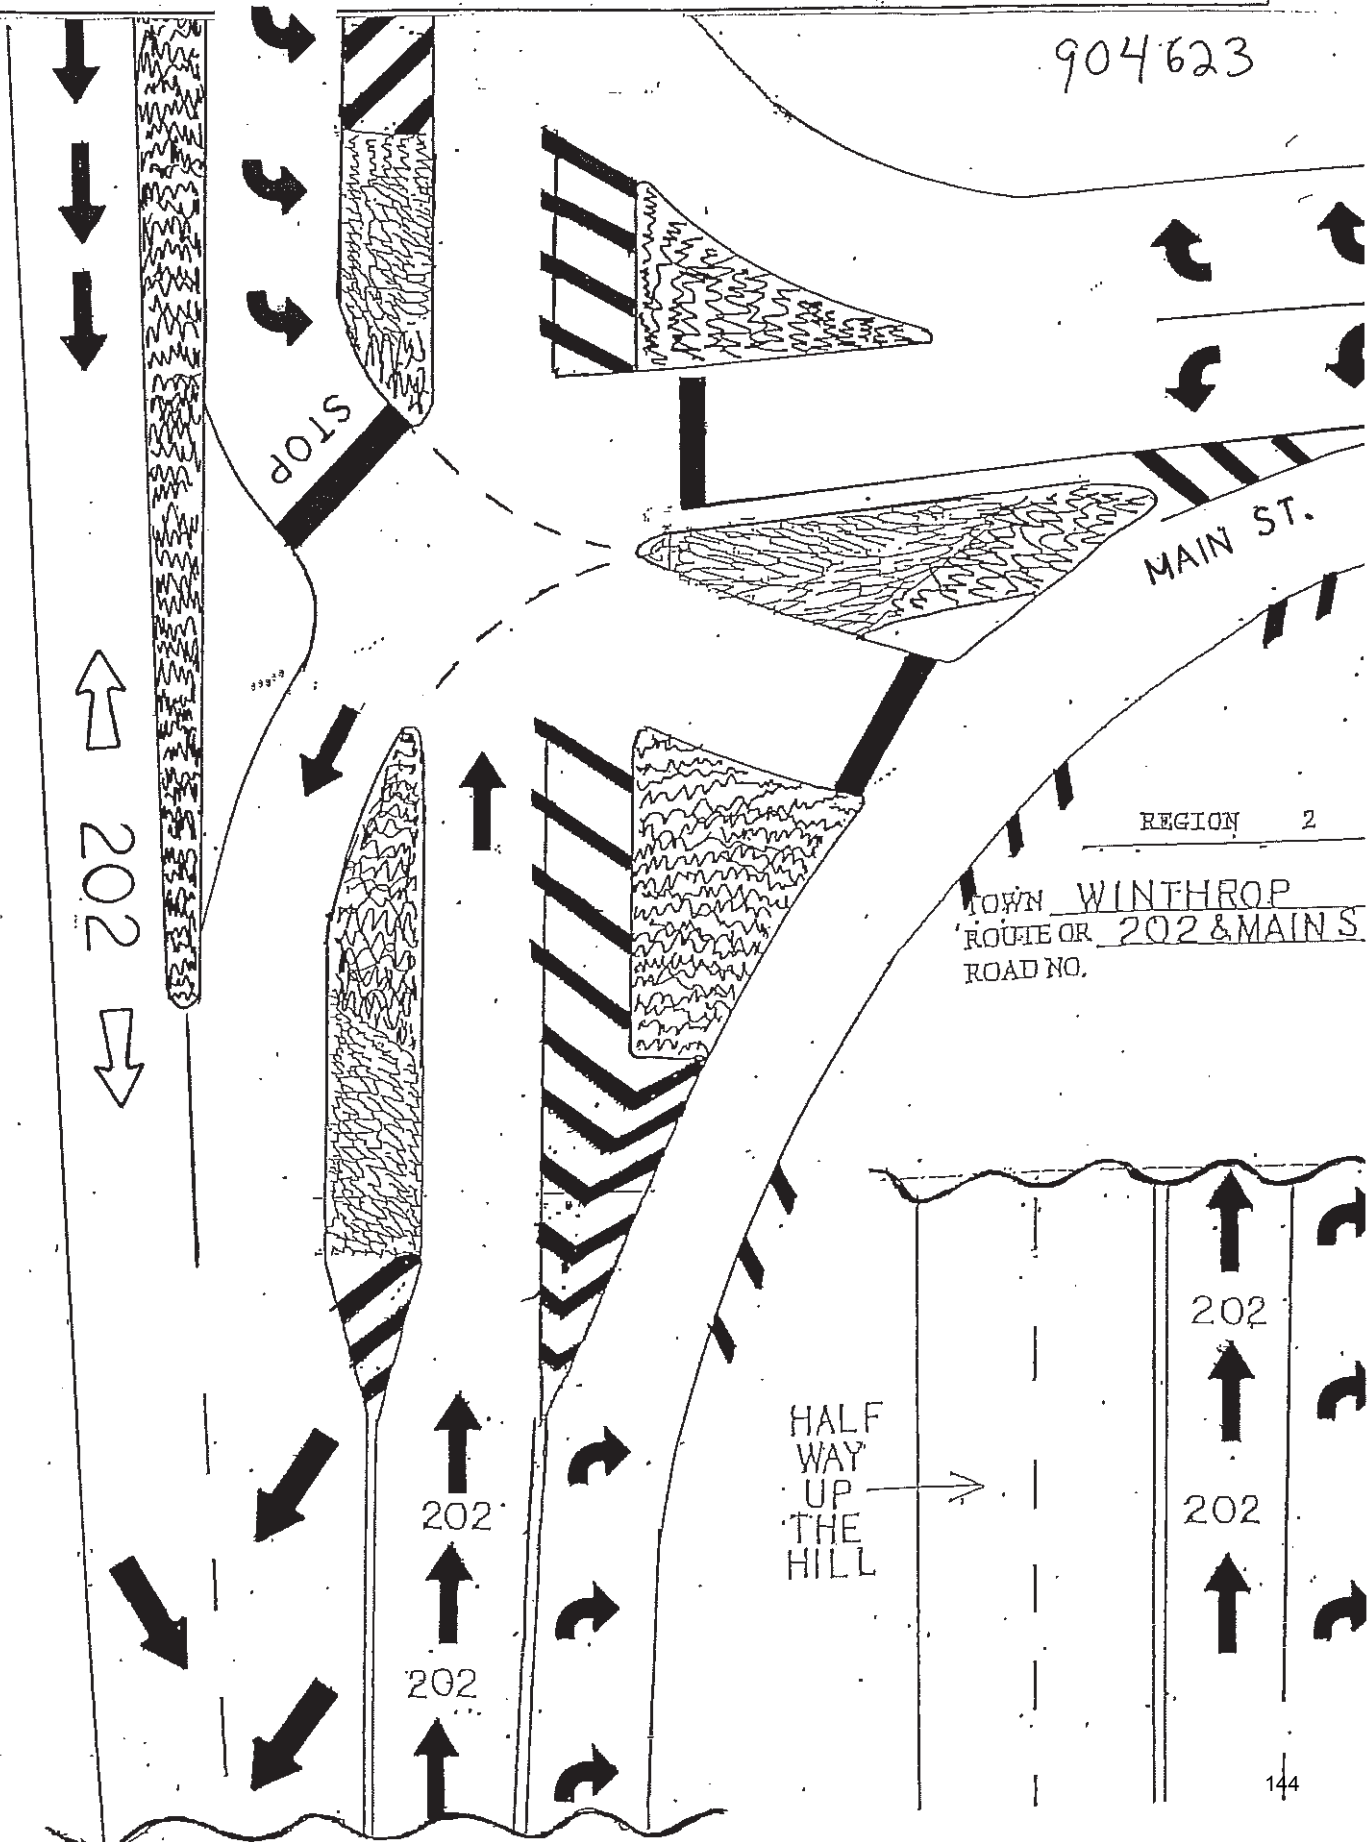 904623
STOP
MAIN ST.
202
REGION 2
TOWN WINTHROP
ROUTE OR 202 & MAIN S
ROAD NO.
202
HALF
WAY
UP
THE
HILL
202
202
202
144